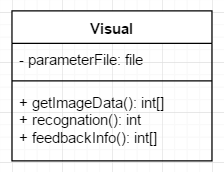 Visual
- parameterFile: file
+ getImageData(): int[]
+ recognation(): int
+ feedbackInfo(): int[]